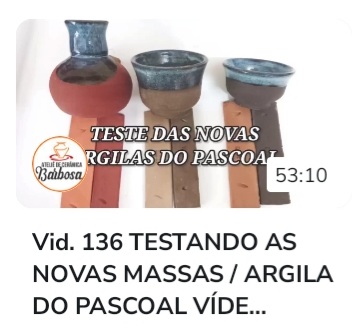 TESTE DAS NOVAS
ARGILAS DO PASCOAL
ATELIÊ DE CERÂMICA
Barbosa
53:10
Vid. 136 TESTANDO AS
NOVAS MASSAS / ARGILA
DO PASCOAL VÍDE...